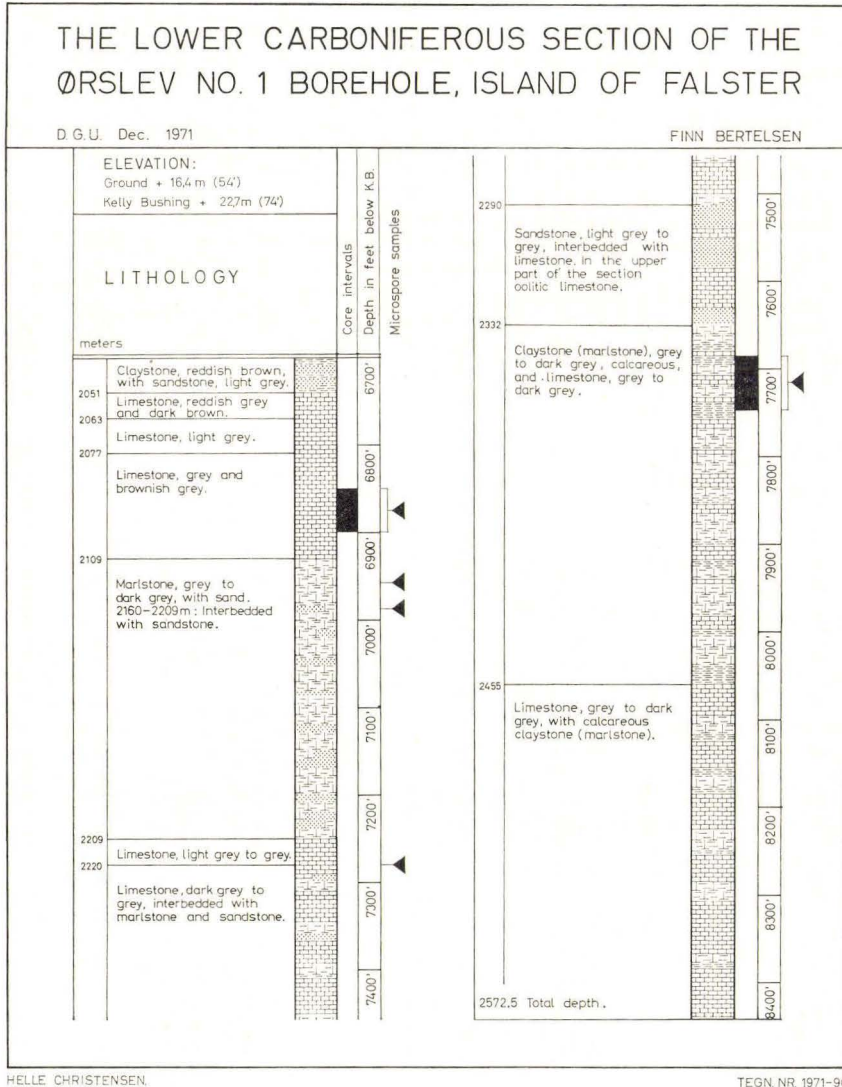 THE LOWER CARBONIFEROUS SECTION OF THE
ØRSLEV NO. 1 BOREHOLE, ISLAND OF FALSTER
D.G.U. Dec. 1971
FINN BERTELSEN
ELEVATION:
Ground + 16,4 m (54')
Kelly Bushing + 22,7m (74')
LITHOLOGY
meters
Core intervals
Depth in feet below K.B.
Microspore samples
Claystone, reddish brown,
with sandstone, light grey.
2051
Limestone, reddish grey
and dark brown.
2063
Limestone, light grey.
2077
Limestone, grey and
brownish grey.
2109
Marlstone, grey to
dark grey, with sand.
2160-2209m: Interbedded
with sandstone.
2209
Limestone, light grey to grey.
2220
Limestone, dark grey to
grey, interbedded with
marlstone and sandstone.
6700'
6800'
6900'
7000'
7100'
7200'
7300'
7400'
2290
Sandstone, light grey to
grey, interbedded with
limestone. In the upper
part of the section
oolitic limestone.
2332
Claystone (marlstone), grey
to dark grey, calcareous,
and limestone, grey to
dark grey.
2455
Limestone, grey to dark
grey, with calcareous
claystone (marlstone).
2572.5 Total depth.
7500'
7600'
7700'
7800'
7900'
8000'
8100'
8200'
8300'
8400'
HELLE CHRISTENSEN.
TEGN. NR. 1971-9